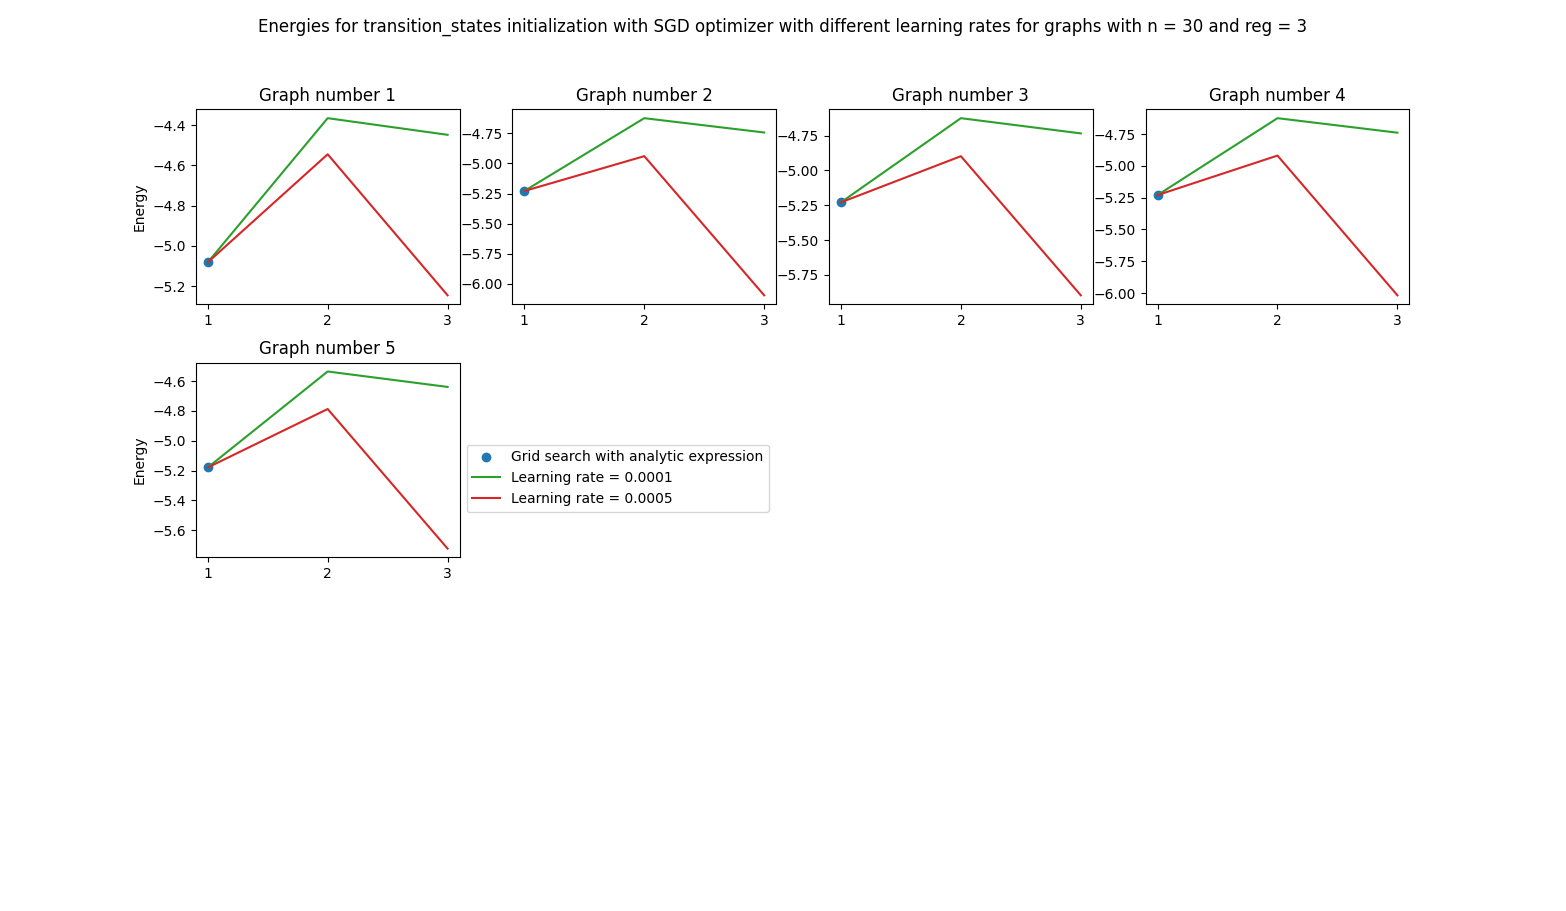 Energies for transition_states initialization with SGD optimizer with different learning rates for graphs with n = 30 and reg = 3
Graph number 1
Energy
−4.4
−4.6
−4.8
−5.0
−5.2
1 2 3
Graph number 2
−4.75
−5.00
−5.25
−5.50
−5.75
−6.00
1 2 3
Graph number 3
−4.75
−5.00
−5.25
−5.50
−5.75
1 2 3
Graph number 4
−4.75
−5.00
−5.25
−5.50
−5.75
−6.00
1 2 3
Graph number 5
Energy
−4.6
−4.8
−5.0
−5.2
−5.4
−5.6
1 2 3
Grid search with analytic expression
Learning rate = 0.0001
Learning rate = 0.0005